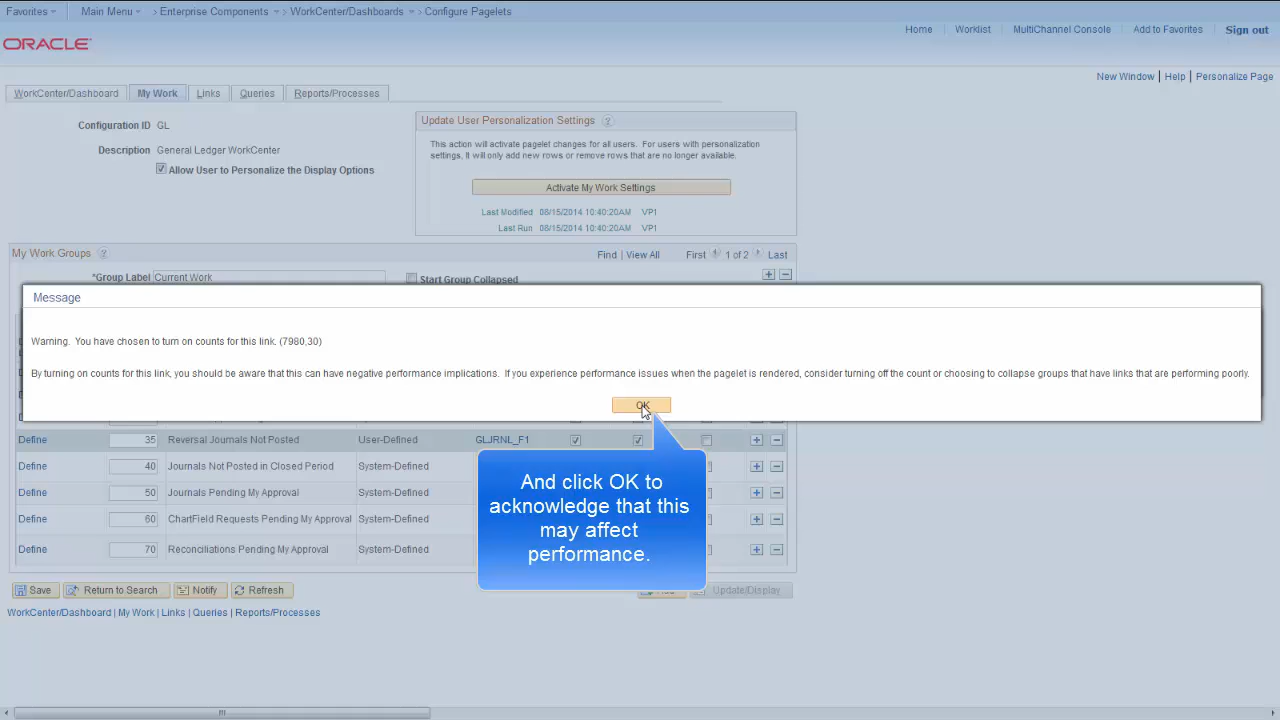 Favorites Main Menu > Enterprise Components > WorkCenter/Dashboards > Configure Pagelets
Home Worklist MultiChannel Console Add to Favorites Sign out
ORACLE
New Window | Help | Personalize Page
WorkCenter/Dashboard My Work Links Queries Reports/Processes
Configuration ID GL
Description General Ledger WorkCenter
Allow User to Personalize the Display Options
Update User Personalization Settings
This action will activate pagelet changes for all users. For users with personalization
settings, It will only add new rows or remove rows that are no longer available.
Activate My Work Settings
Last Modified 08/15/2014 10:40:20AM VP1
Last Run 08/15/2014 10:40:20AM VP1
My Work Groups Find | View All First 1 of 2 Last
*Group Label Current Work Start Group Collapsed
Message
Warning. You have chosen to turn on counts for this link. (7980,30)
By turning on counts for this link, you should be aware that this can have negative performance implications. If you experience performance issues when the pagelet is rendered, consider turning off the count or choosing to collapse groups that have links that are performing poorly.
OK
Define 35 Reversal Journals Not Posted User-Defined GLJRNL_F1
Define 40 Journals Not Posted in Closed Period System-Defined
Define 50 Journals Pending My Approval System-Defined
Define 60 ChartField Requests Pending My Approval System-Defined
Define 70 Reconciliations Pending My Approval System-Defined
And click OK to
acknowledge that this
may affect
performance.
Save Return to Search Notify Refresh Update/Display
WorkCenter/Dashboard | My Work | Links | Queries | Reports/Processes